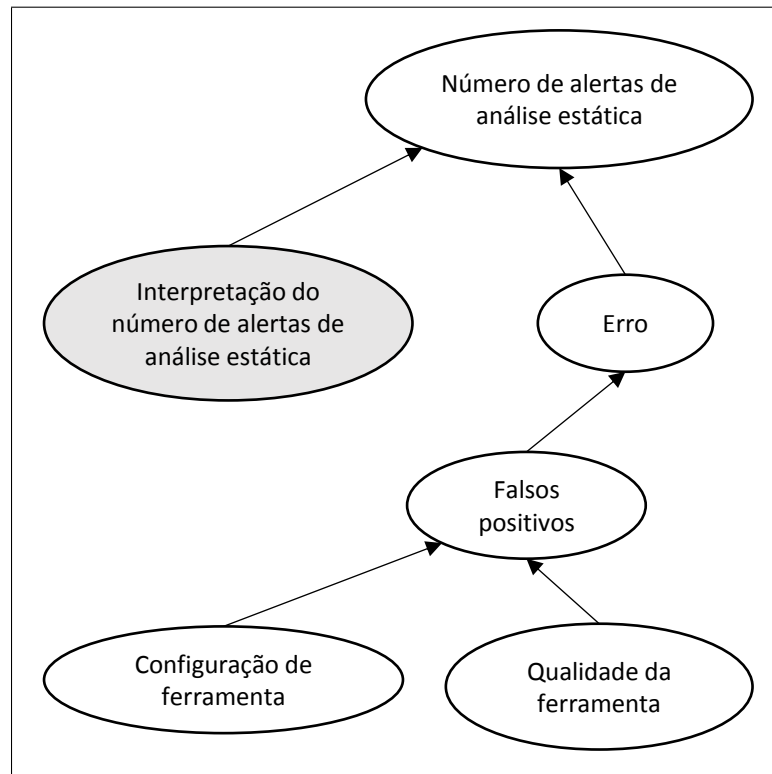 Número de alertas de
análise estática
Interpretação do
número de alertas de
análise estática
Erro
Falsos
positivos
Configuração de
ferramenta
Qualidade da
ferramenta